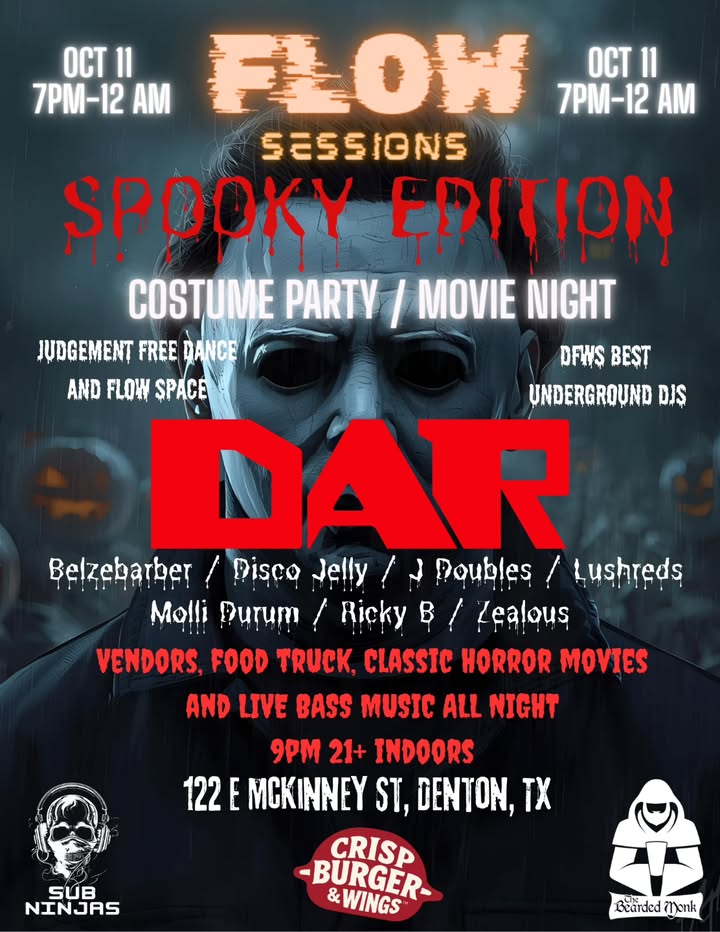 OCT 11
7PM-12 AM
FLOW
SESSIONS
OCT 11
7PM-12 AM
SPOOKY EDITION
COSTUME PARTY / MOVIE NIGHT
JUDGEMENT FREE DANCE
AND FLOW SPACE
DFWS BEST
UNDERGROUND DJS
DAR
Belzebarber / Disco Jelly / J Doubles / Lushreds
Molli Durum / Ricky B / Zealous
VENDORS, FOOD TRUCK, CLASSIC HORROR MOVIES
AND LIVE BASS MUSIC ALL NIGHT
9PM 21+ INDOORS
122 E MCKINNEY ST, DENTON, TX
SUB
NINJAS
CRISP
-BURGER-
& WINGS™
The
Bearded Monk